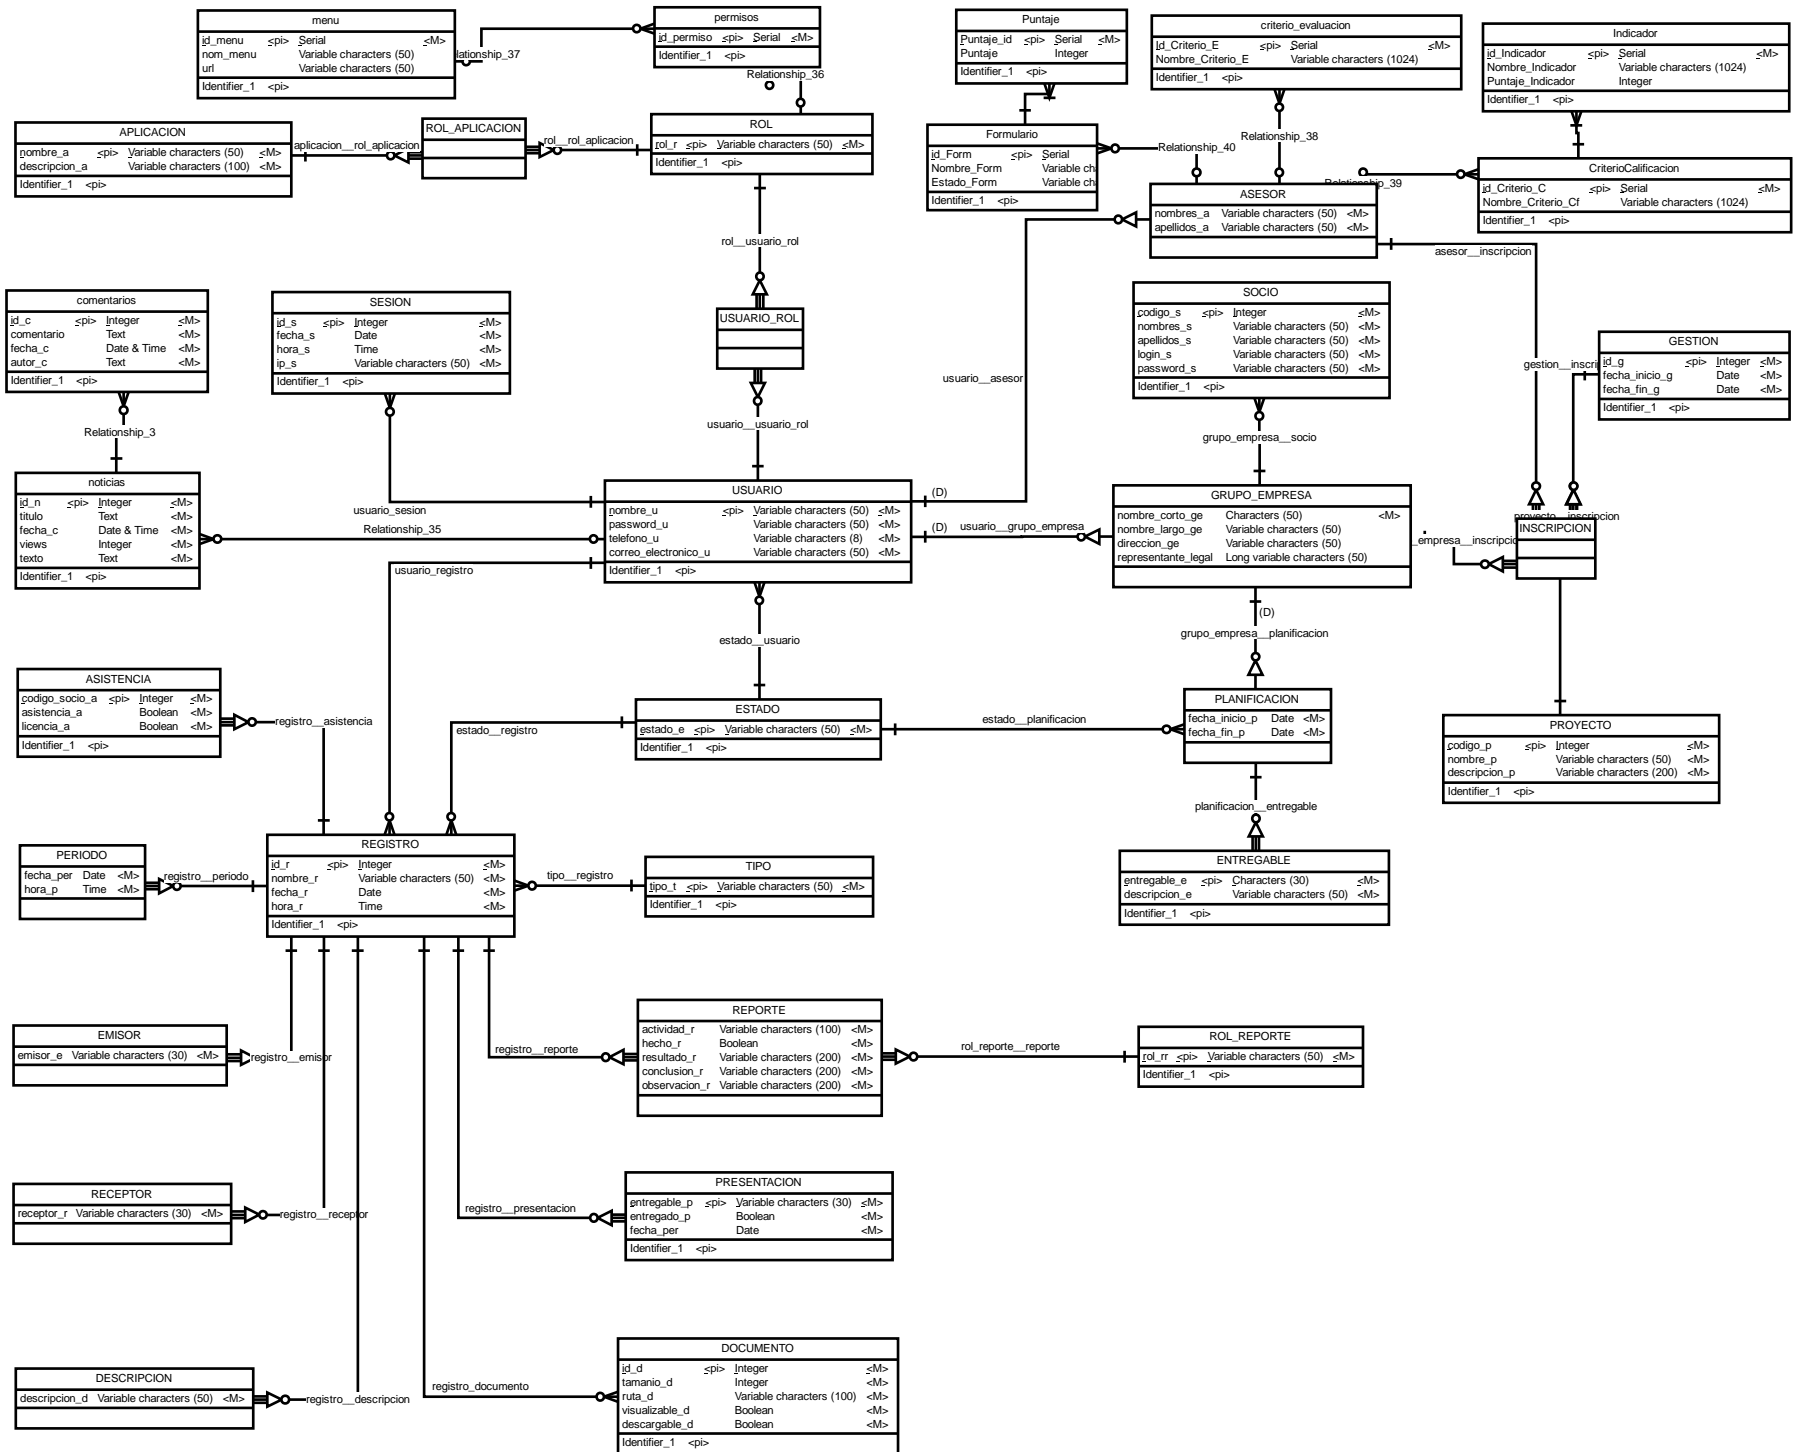 menu
id_menu <pi> Serial <M>
nom_menu Variable characters (50)
url Variable characters (50)
Identifier_1 <pi>
permisos
id_permiso <pi> Serial <M>
Identifier_1 <pi>
Relationship_36
Puntaje
Puntaje_id <pi> Serial <M>
Puntaje Integer
Identifier_1 <pi>
criterio_evaluacion
Id_Criterio_E <pi> Serial <M>
Nombre_Criterio_E Variable characters (1024)
Identifier_1 <pi>
Indicador
id_Indicador <pi> Serial <M>
Nombre_Indicador Variable characters (1024)
Puntaje_Indicador Integer
Identifier_1 <pi>
APLICACION
nombre_a <pi> Variable characters (50) <M>
descripcion_a Variable characters (100) <M>
Identifier_1 <pi>
aplicacion__rol_aplicacion
ROL_APLICACION
rol__rol_aplicacion
ROL
rol_r <pi> Variable characters (50) <M>
Identifier_1 <pi>
Formulario
id_Form <pi> Serial
Nombre_Form Variable ch
Estado_Form Variable ch
Identifier_1 <pi>
Relationship_40
Relationship_38
CriterioCalificacion
id_Criterio_C <pi> Serial <M>
Nombre_Criterio_Cf Variable characters (1024)
Identifier_1 <pi>
ASESOR
nombres_a Variable characters (50) <M>
apellidos_a Variable characters (50) <M>
rol__usuario_rol
asesor__inscripcion
comentarios
id_c <pi> Integer <M>
comentario Text <M>
fecha_c Date & Time <M>
autor_c Text <M>
Identifier_1 <pi>
SESION
id_s <pi> Integer <M>
fecha_s Date <M>
hora_s Time <M>
ip_s Variable characters (50) <M>
Identifier_1 <pi>
USUARIO_ROL
usuario__asesor
SOCIO
codigo_s <pi> Integer <M>
nombres_s Variable characters (50) <M>
apellidos_s Variable characters (50) <M>
login_s Variable characters (50) <M>
password_s Variable characters (50) <M>
Identifier_1 <pi>
GESTION
id_g <pi> Integer <M>
fecha_inicio_g Date <M>
fecha_fin_g Date <M>
Identifier_1 <pi>
gestion__inscri
Relationship_3
usuario__usuario_rol
grupo_empresa__socio
noticias
id_n <pi> Integer <M>
titulo Text <M>
fecha_c Date & Time <M>
views Integer <M>
texto Text <M>
Identifier_1 <pi>
usuario_sesion
Relationship_35
usuario_registro
USUARIO
nombre_u <pi> Variable characters (50) <M>
password_u Variable characters (50) <M>
telefono_u Variable characters (8) <M>
correo_electronico_u Variable characters (50) <M>
Identifier_1 <pi>
(D)
(D)
usuario__grupo_empresa
GRUPO_EMPRESA
nombre_corto_ge Characters (50) <M>
nombre_largo_ge Variable characters (50)
direccion_ge Variable characters (50)
representante_legal Long variable characters (50)
_empresa__inscripcio
INSCRIPCION
estado__usuario
(D)
grupo_empresa__planificacion
ASISTENCIA
codigo_socio_a <pi> Integer <M>
asistencia_a Boolean <M>
licencia_a Boolean <M>
Identifier_1 <pi>
registro__asistencia
estado__registro
ESTADO
estado_e <pi> Variable characters (50) <M>
Identifier_1 <pi>
estado__planificacion
PLANIFICACION
fecha_inicio_p Date <M>
fecha_fin_p Date <M>
PROYECTO
codigo_p <pi> Integer <M>
nombre_p Variable characters (50) <M>
descripcion_p Variable characters (200) <M>
Identifier_1 <pi>
planificacion__entregable
PERIODO
fecha_per Date <M>
hora_p Time <M>
registro__periodo
REGISTRO
id_r <pi> Integer <M>
nombre_r Variable characters (50) <M>
fecha_r Date <M>
hora_r Time <M>
Identifier_1 <pi>
tipo__registro
TIPO
tipo_t <pi> Variable characters (50) <M>
Identifier_1 <pi>
ENTREGABLE
entregable_e <pi> Characters (30) <M>
descripcion_e Variable characters (50) <M>
Identifier_1 <pi>
EMISOR
emisor_e Variable characters (30) <M>
registro__emisor
registro__reporte
REPORTE
actividad_r Variable characters (100) <M>
hecho_r Boolean <M>
resultado_r Variable characters (200) <M>
conclusion_r Variable characters (200) <M>
observacion_r Variable characters (200) <M>
rol_reporte__reporte
ROL_REPORTE
rol_rr <pi> Variable characters (50) <M>
Identifier_1 <pi>
RECEPTOR
receptor_r Variable characters (30) <M>
registro__receptor
registro__presentacion
PRESENTACION
entregable_p <pi> Variable characters (30) <M>
entregado_p Boolean <M>
fecha_per Date <M>
Identifier_1 <pi>
DESCRIPCION
descripcion_d Variable characters (50) <M>
registro__descripcion
registro_documento
DOCUMENTO
id_d <pi> Integer <M>
tamanio_d Integer <M>
ruta_d Variable characters (100) <M>
visualizable_d Boolean <M>
descargable_d Boolean <M>
Identifier_1 <pi>